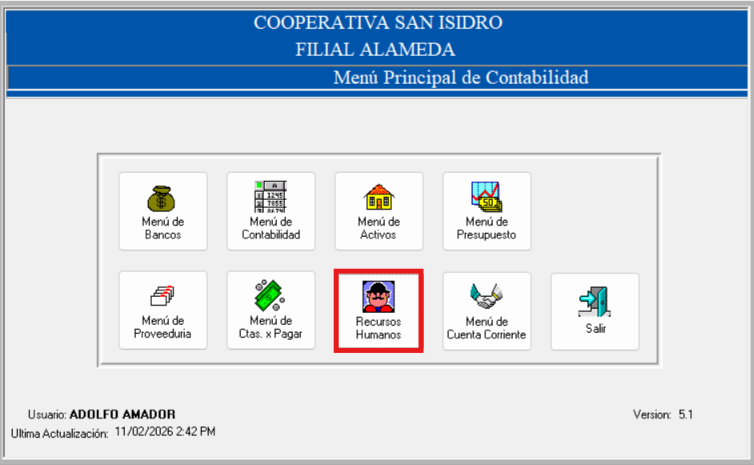 COOPERATIVA SAN ISIDRO
FILIAL ALAMEDA
Menú Principal de Contabilidad
Menú de
Bancos
Menú de
Contabilidad
Menú de
Activos
Menú de
Presupuesto
Menú de
Proveeduria
Menú de
Ctas. x Pagar
Recursos
Humanos
Menú de
Cuenta Corriente
Salir
Usuario: ADOLFO AMADOR
Version: 5.1
Ultima Actualización: 11/02/2026 2:42 PM